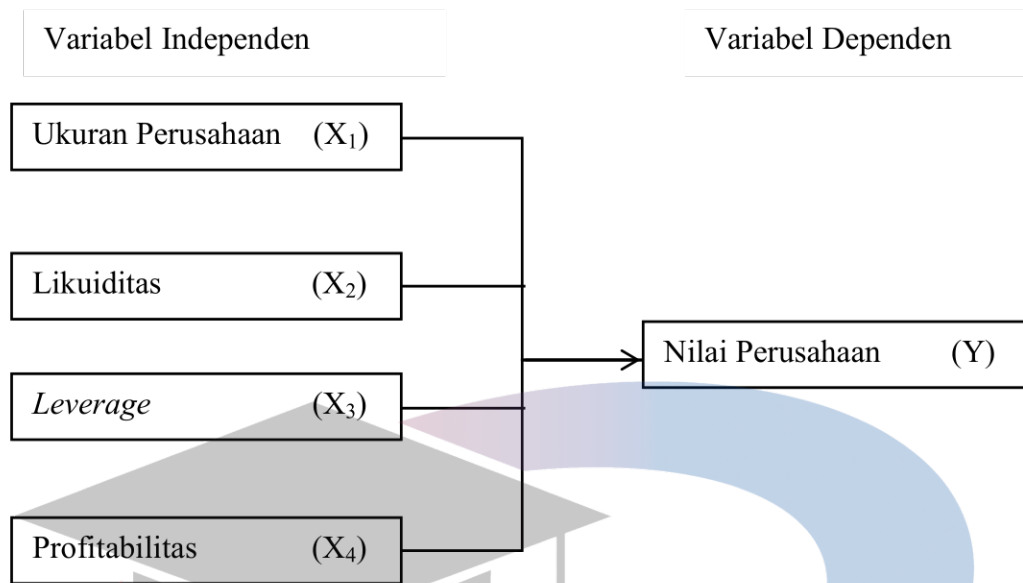 Variabel Independen
Variabel Dependen
Ukuran Perusahaan (X₁)
Likuiditas (X₂)
Leverage (X₃)
Profitabilitas (X₄)
Nilai Perusahaan (Y)